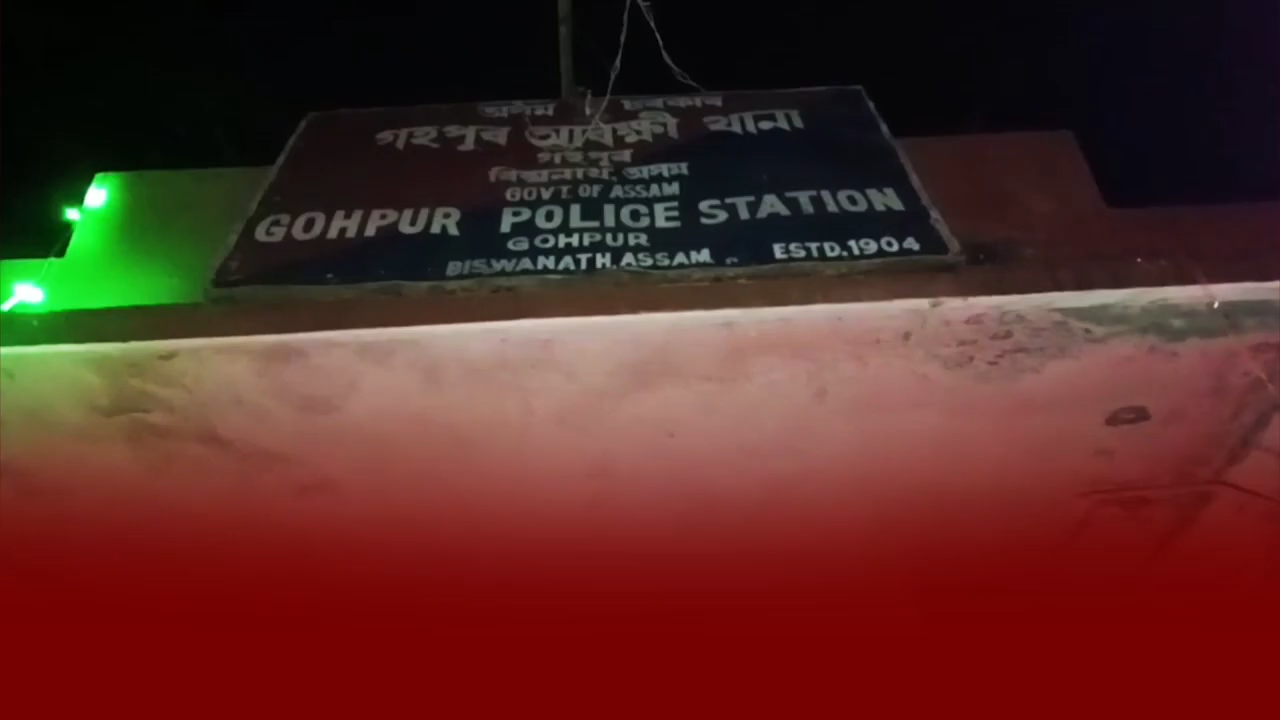 অসম চৰকাৰ
গহপুৰ আৰক্ষী থানা
গহপুৰ
বিশ্বনাথ, অসম
GOVT. OF ASSAM
GOHPUR POLICE STATION
GOHPUR
BISWANATH, ASSAM ESTD.1904